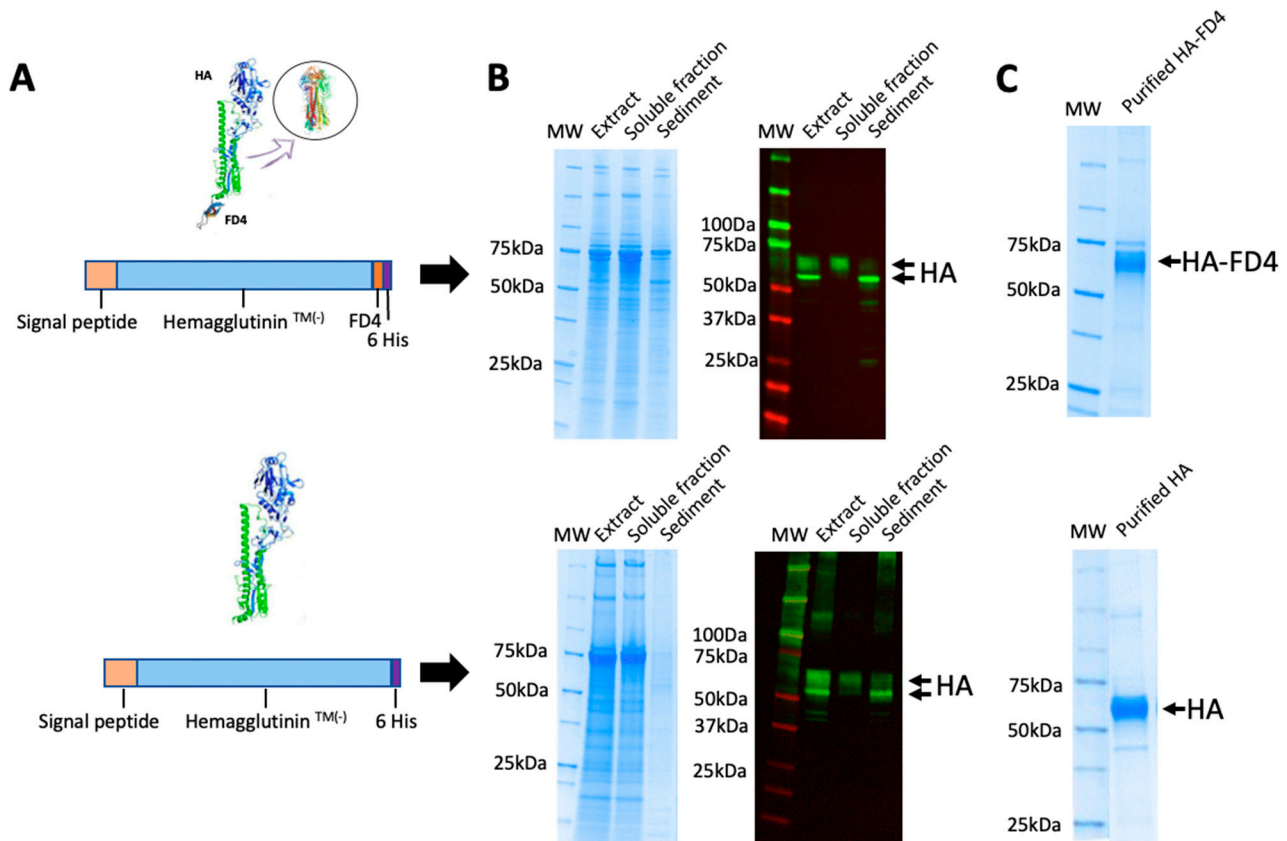 A
HA
FD4
Signal peptide
Hemagglutinin TM(-)
FD4
6 His
B
MW
Extract
Soluble fraction
Sediment
75kDa
50kDa
25kDa
MW
Extract
Soluble fraction
Sediment
100Da
75kDa
50kDa
37kDa
25kDa
HA
C
MW
Purified HA-FD4
75kDa
50kDa
25kDa
HA-FD4
Signal peptide
Hemagglutinin TM(-)
6 His
MW
Extract
Soluble fraction
Sediment
75kDa
50kDa
25kDa
MW
Extract
Soluble fraction
Sediment
100Da
75kDa
50kDa
37kDa
25kDa
HA
MW
Purified HA
75kDa
50kDa
25kDa
HA